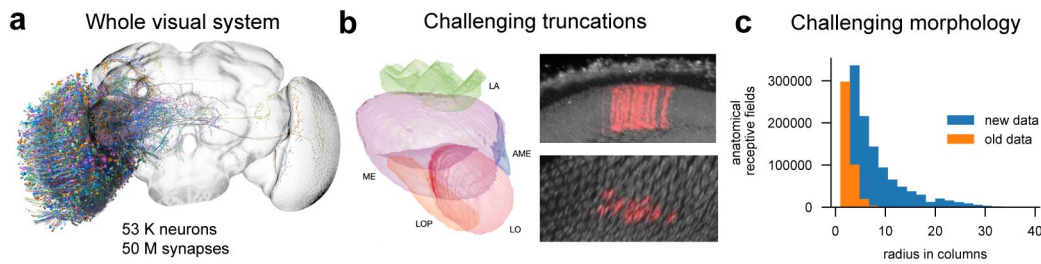 a Whole visual system
53 K neurons
50 M synapses
b Challenging truncations
LA
AME
ME
LOP
LO
c Challenging morphology
anatomical
receptive fields
300000
200000
100000
0
new data
old data
0 10 20 30 40
radius in columns